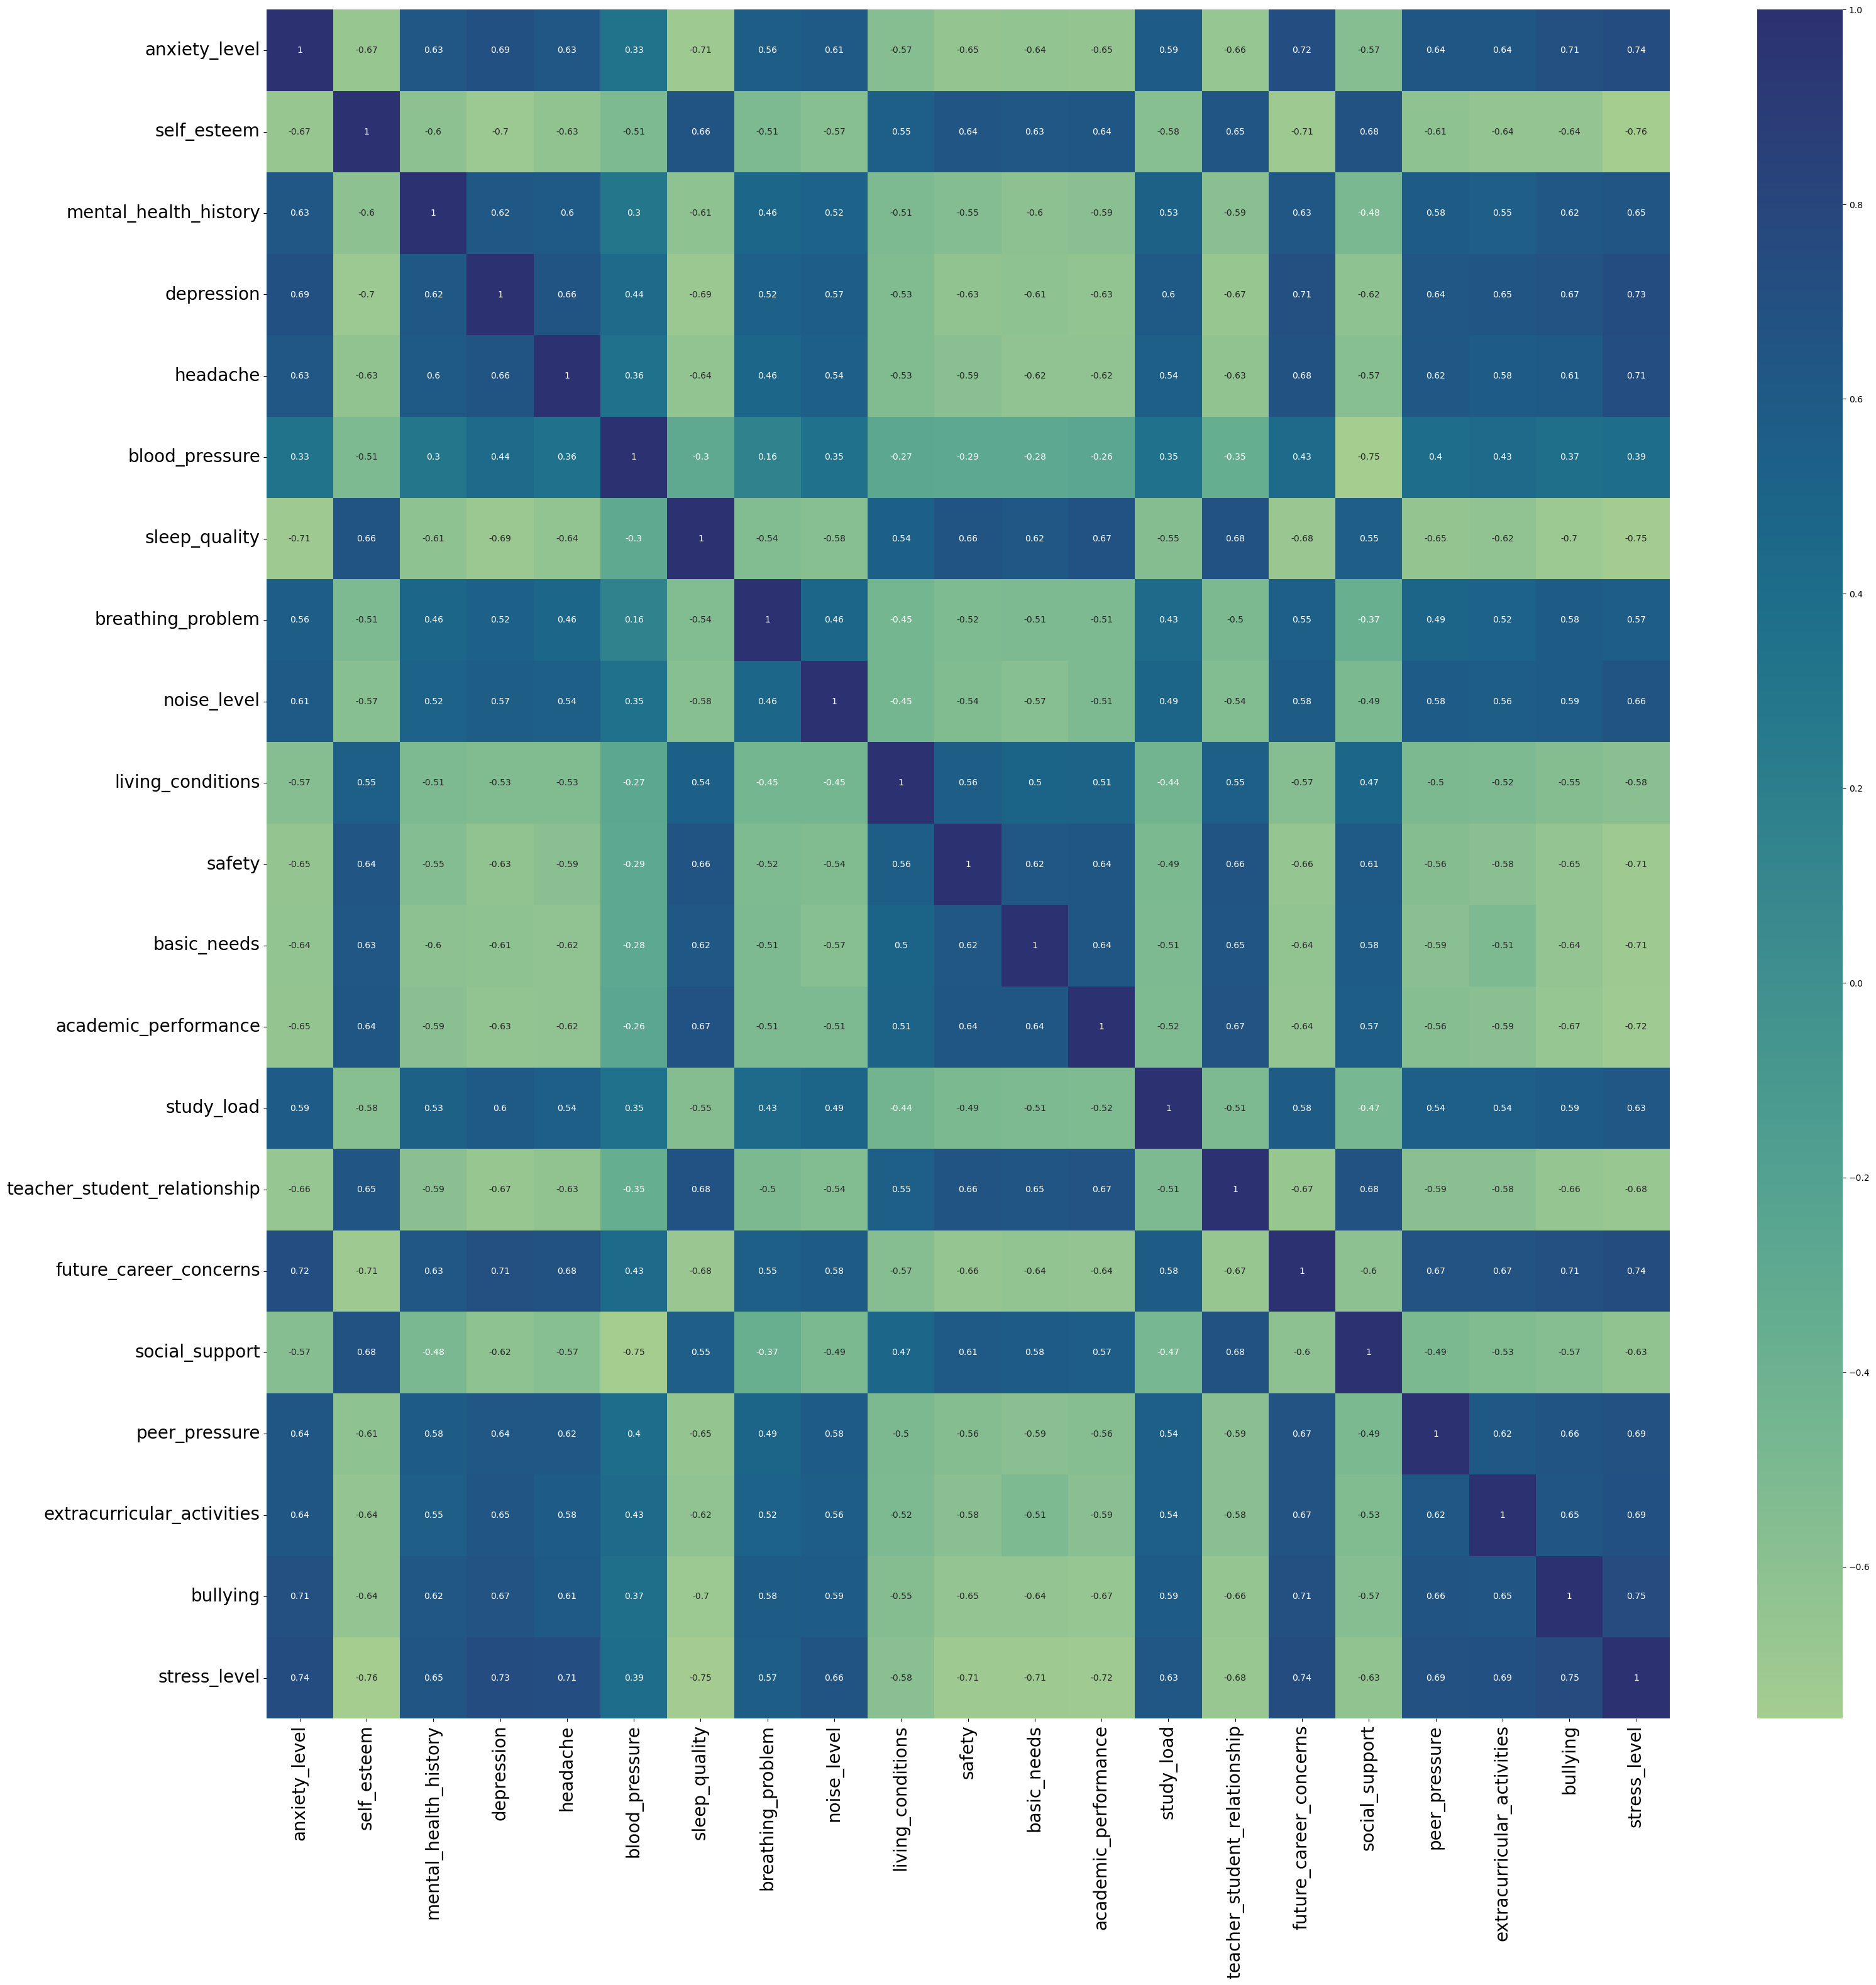 anxiety_level 1 -0.67 0.63 0.69 0.63 0.33 -0.71 0.56 0.61 -0.57 -0.65 -0.64 -0.65 0.59 -0.66 0.72 -0.57 0.64 0.64 0.71 0.74
self_esteem -0.67 1 -0.6 -0.7 -0.63 -0.51 0.66 -0.51 -0.57 0.55 0.64 0.63 0.64 -0.58 0.65 -0.71 0.68 -0.61 -0.64 -0.64 -0.76
mental_health_history 0.63 -0.6 1 0.62 0.6 0.3 -0.61 0.46 0.52 -0.51 -0.55 -0.6 -0.59 0.53 -0.59 0.63 -0.48 0.58 0.55 0.62 0.65
depression 0.69 -0.7 0.62 1 0.66 0.44 -0.69 0.52 0.57 -0.53 -0.63 -0.61 -0.63 0.6 -0.67 0.71 -0.62 0.64 0.65 0.67 0.73
headache 0.63 -0.63 0.6 0.66 1 0.36 -0.64 0.46 0.54 -0.53 -0.59 -0.62 -0.62 0.54 -0.63 0.68 -0.57 0.62 0.58 0.61 0.71
blood_pressure 0.33 -0.51 0.3 0.44 0.36 1 -0.3 0.16 0.35 -0.27 -0.29 -0.28 -0.26 0.35 -0.35 0.43 -0.75 0.4 0.43 0.37 0.39
sleep_quality -0.71 0.66 -0.61 -0.69 -0.64 -0.3 1 -0.54 -0.58 0.54 0.66 0.62 0.67 -0.55 0.68 -0.68 0.55 -0.65 -0.62 -0.7 -0.75
breathing_problem 0.56 -0.51 0.46 0.52 0.46 0.16 -0.54 1 0.46 -0.45 -0.52 -0.51 -0.51 0.43 -0.5 0.55 -0.37 0.49 0.52 0.58 0.57
noise_level 0.61 -0.57 0.52 0.57 0.54 0.35 -0.58 0.46 1 -0.45 -0.54 -0.57 -0.51 0.49 -0.54 0.58 -0.49 0.58 0.56 0.59 0.66
living_conditions -0.57 0.55 -0.51 -0.53 -0.53 -0.27 0.54 -0.45 -0.45 1 0.56 0.5 0.51 -0.44 0.55 -0.57 0.47 -0.5 -0.52 -0.55 -0.58
safety -0.65 0.64 -0.55 -0.63 -0.59 -0.29 0.66 -0.52 -0.54 0.56 1 0.62 0.64 -0.49 0.66 -0.66 0.61 -0.56 -0.58 -0.65 -0.71
basic_needs -0.64 0.63 -0.6 -0.61 -0.62 -0.28 0.62 -0.51 -0.57 0.5 0.62 1 0.64 -0.51 0.65 -0.64 0.58 -0.59 -0.51 -0.64 -0.71
academic_performance -0.65 0.64 -0.59 -0.63 -0.62 -0.26 0.67 -0.51 -0.51 0.51 0.64 0.64 1 -0.52 0.67 -0.64 0.57 -0.56 -0.59 -0.67 -0.72
study_load 0.59 -0.58 0.53 0.6 0.54 0.35 -0.55 0.43 0.49 -0.44 -0.49 -0.51 -0.52 1 -0.51 0.58 -0.47 0.54 0.54 0.59 0.63
teacher_student_relationship -0.66 0.65 -0.59 -0.67 -0.63 -0.35 0.68 -0.5 -0.54 0.55 0.66 0.65 0.67 -0.51 1 -0.67 0.68 -0.59 -0.58 -0.66 -0.68
future_career_concerns 0.72 -0.71 0.63 0.71 0.68 0.43 -0.68 0.55 0.58 -0.57 -0.66 -0.64 -0.64 0.58 -0.67 1 -0.6 0.67 0.67 0.71 0.74
social_support -0.57 0.68 -0.48 -0.62 -0.57 -0.75 0.55 -0.37 -0.49 0.47 0.61 0.58 0.57 -0.47 0.68 -0.6 1 -0.49 -0.53 -0.57 -0.63
peer_pressure 0.64 -0.61 0.58 0.64 0.62 0.4 -0.65 0.49 0.58 -0.5 -0.56 -0.59 -0.56 0.54 -0.59 0.67 -0.49 1 0.62 0.66 0.69
extracurricular_activities 0.64 -0.64 0.55 0.65 0.58 0.43 -0.62 0.52 0.56 -0.52 -0.58 -0.51 -0.59 0.54 -0.58 0.67 -0.53 0.62 1 0.65 0.69
bullying 0.71 -0.64 0.62 0.67 0.61 0.37 -0.7 0.58 0.59 -0.55 -0.65 -0.64 -0.67 0.59 -0.66 0.71 -0.57 0.66 0.65 1 0.75
stress_level 0.74 -0.76 0.65 0.73 0.71 0.39 -0.75 0.57 0.66 -0.58 -0.71 -0.71 -0.72 0.63 -0.68 0.74 -0.63 0.69 0.69 0.75 1
anxiety_level
self_esteem
mental_health_history
depression
headache
blood_pressure
sleep_quality
breathing_problem
noise_level
living_conditions
safety
basic_needs
academic_performance
study_load
teacher_student_relationship
future_career_concerns
social_support
peer_pressure
extracurricular_activities
bullying
stress_level
1.0
0.8
0.6
0.4
0.2
0.0
−0.2
−0.4
−0.6